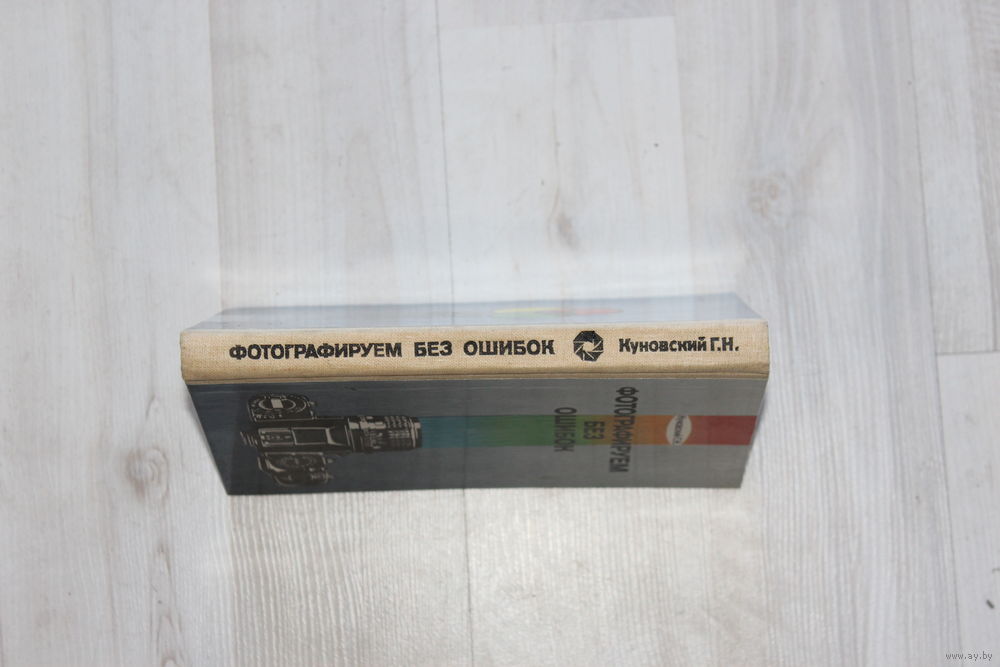 ФОТОГРАФИРУЕМ БЕЗ ОШИБОК Куновский Г.Н.
ФОТОГРАФИРУЕМ
БЕЗ
ОШИБОК
www.ay.by